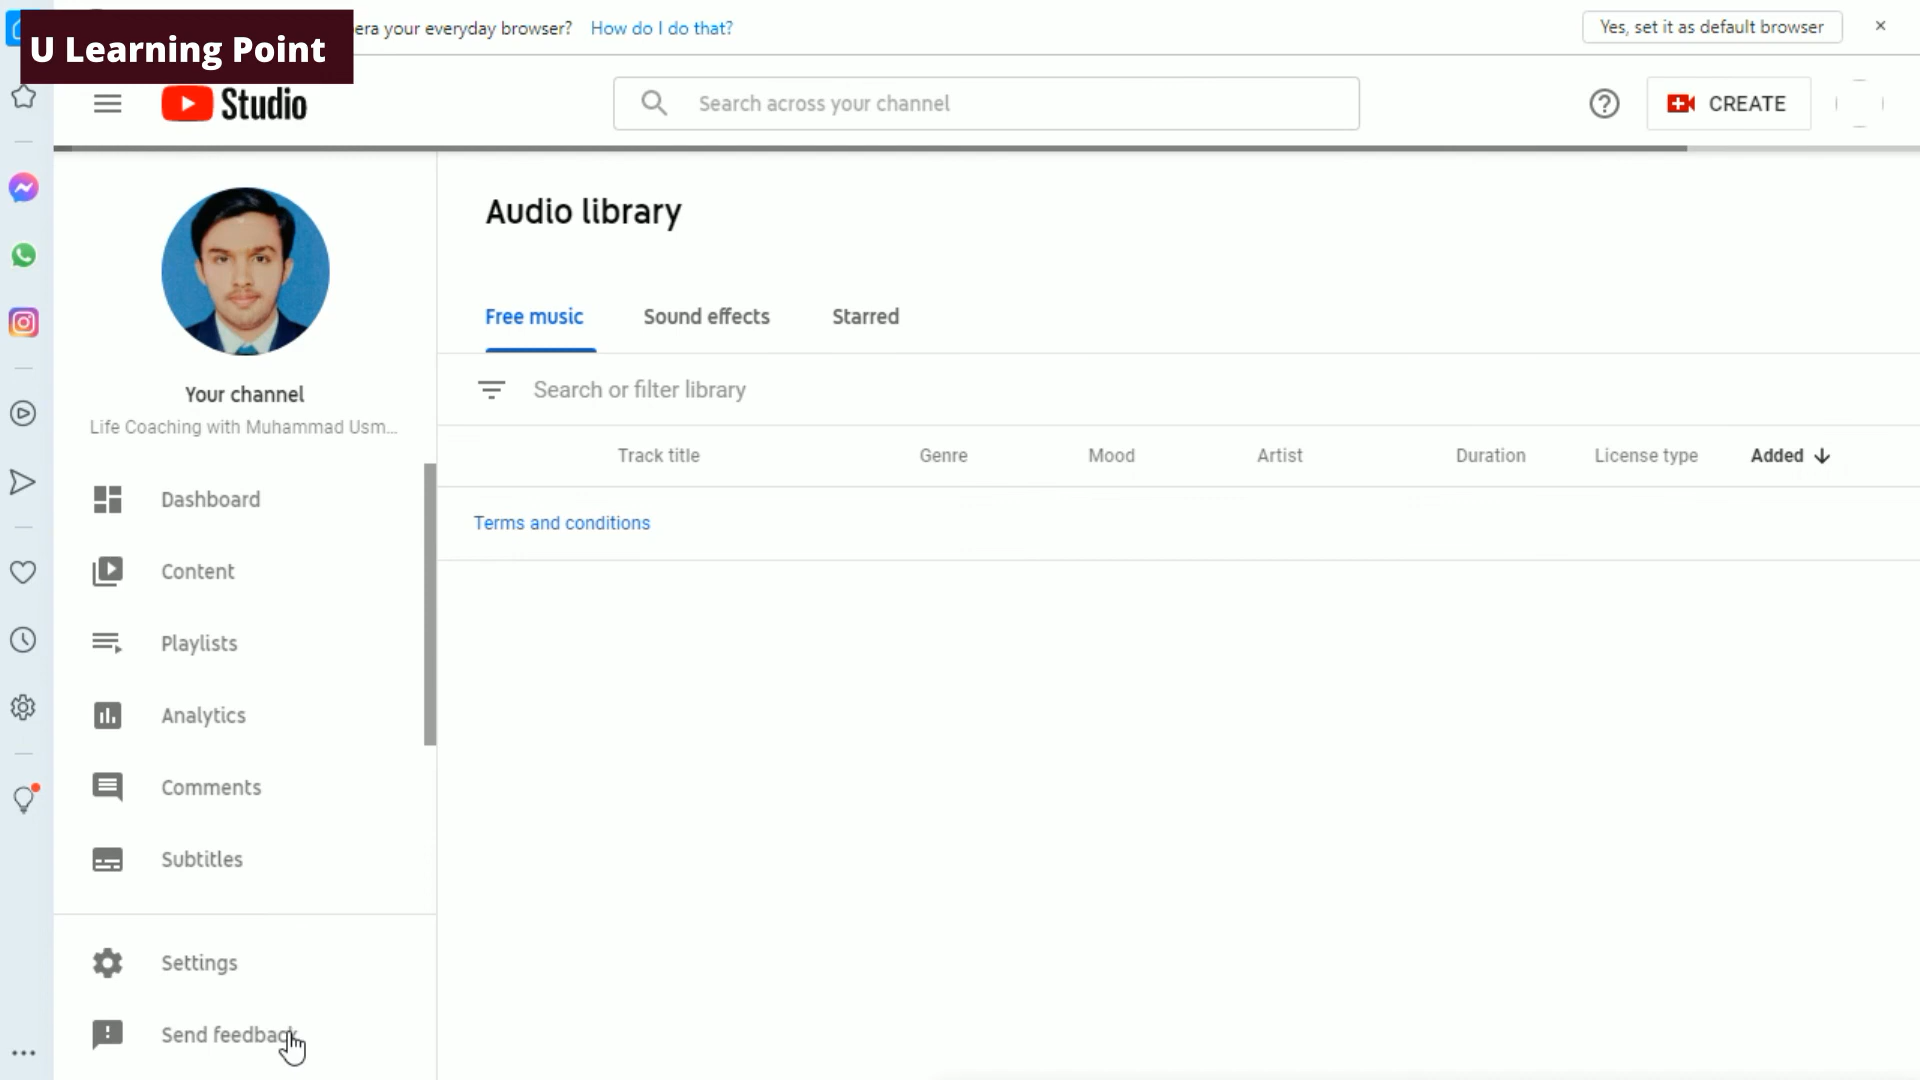 era your everyday browser? How do I do that? Yes, set it as default browser
U Learning Point
Studio
Search across your channel
CREATE
Audio library
Free music Sound effects Starred
Your channel
Life Coaching with Muhammad Usm...
Search or filter library
Track title Genre Mood Artist Duration License type Added
Terms and conditions
Dashboard
Content
Playlists
Analytics
Comments
Subtitles
Settings
Send feedback